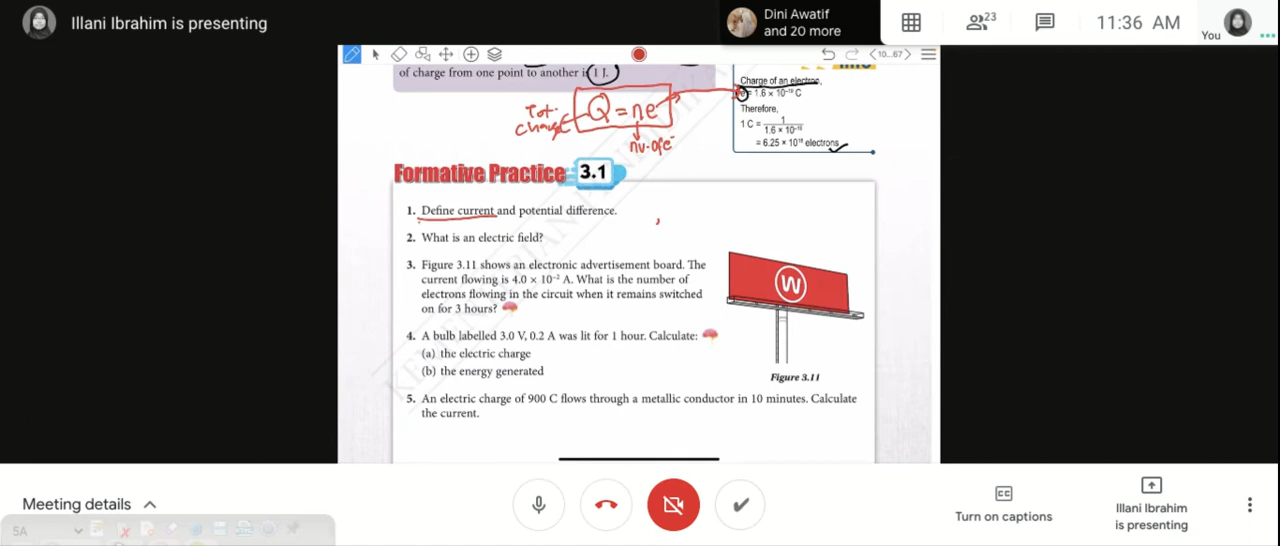 Illani Ibrahim is presenting
Dini Awatif
and 20 more
23
11:36 AM
You
10...67
of charge from one point to another is 1 J.
Tot.
charge
Q = ne
no. of e⁻
Charge of an electron,
e = 1.6 × 10⁻¹⁹ C
Therefore,
1 C = 1 / 1.6 × 10⁻¹⁹
= 6.25 × 10¹⁸ electrons
Formative Practice 3.1
1. Define current and potential difference.
2. What is an electric field?
3. Figure 3.11 shows an electronic advertisement board. The
current flowing is 4.0 × 10⁻² A. What is the number of
electrons flowing in the circuit when it remains switched
on for 3 hours?
W
4. A bulb labelled 3.0 V, 0.2 A was lit for 1 hour. Calculate:
(a) the electric charge
(b) the energy generated
Figure 3.11
5. An electric charge of 900 C flows through a metallic conductor in 10 minutes. Calculate
the current.
Meeting details
CC
Turn on captions
Illani Ibrahim
is presenting
5A